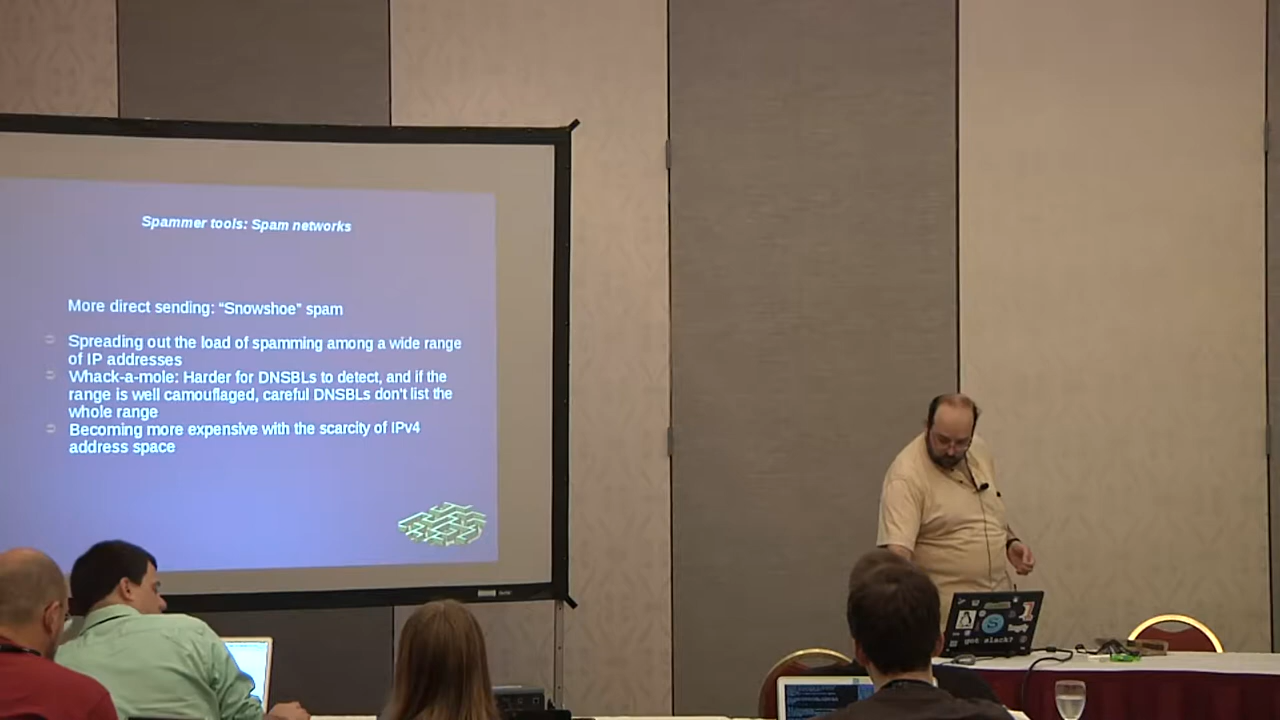 Spammer tools: Spam networks
More direct sending: “Snowshoe” spam
Spreading out the load of spamming among a wide range
of IP addresses
Whack-a-mole: Harder for DNSBLs to detect, and if the
range is well camouflaged, careful DNSBLs don't list the
whole range
Becoming more expensive with the scarcity of IPv4
address space
S
got slack?